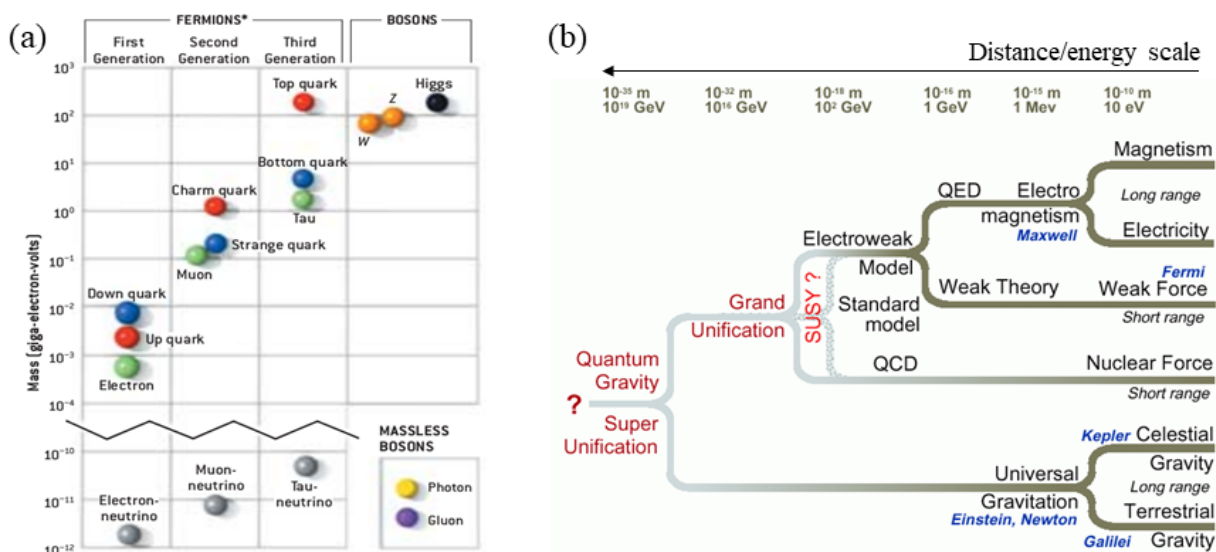 (a)
FERMIONS*
BOSONS
First
Generation
Second
Generation
Third
Generation
Mass (giga-electron-volts)
10³
10²
10¹
10⁰
10⁻¹
10⁻²
10⁻³
10⁻⁴
10⁻¹⁰
10⁻¹¹
10⁻¹²
Top quark
Z
W
Higgs
Bottom quark
Tau
Charm quark
Strange quark
Muon
Down quark
Up quark
Electron
Electron-
neutrino
Muon-
neutrino
Tau-
neutrino
MASSLESS
BOSONS
Photon
Gluon
(b)
Distance/energy scale
10⁻³⁵ m
10¹⁹ GeV
10⁻³² m
10¹⁶ GeV
10⁻¹⁸ m
10² GeV
10⁻¹⁶ m
1 GeV
10⁻¹⁵ m
1 Mev
10⁻¹⁰ m
10 eV
Magnetism
Long range
Electricity
QED
Electro
magnetism
Maxwell
Electroweak
Model
Fermi
Weak Theory
Weak Force
Short range
Grand
Unification
SUSY ?
Standard
model
QCD
Nuclear Force
Short range
Quantum
Gravity
?
Super
Unification
Kepler Celestial
Gravity
Long range
Universal
Gravitation
Einstein, Newton
Terrestrial
Galilei Gravity